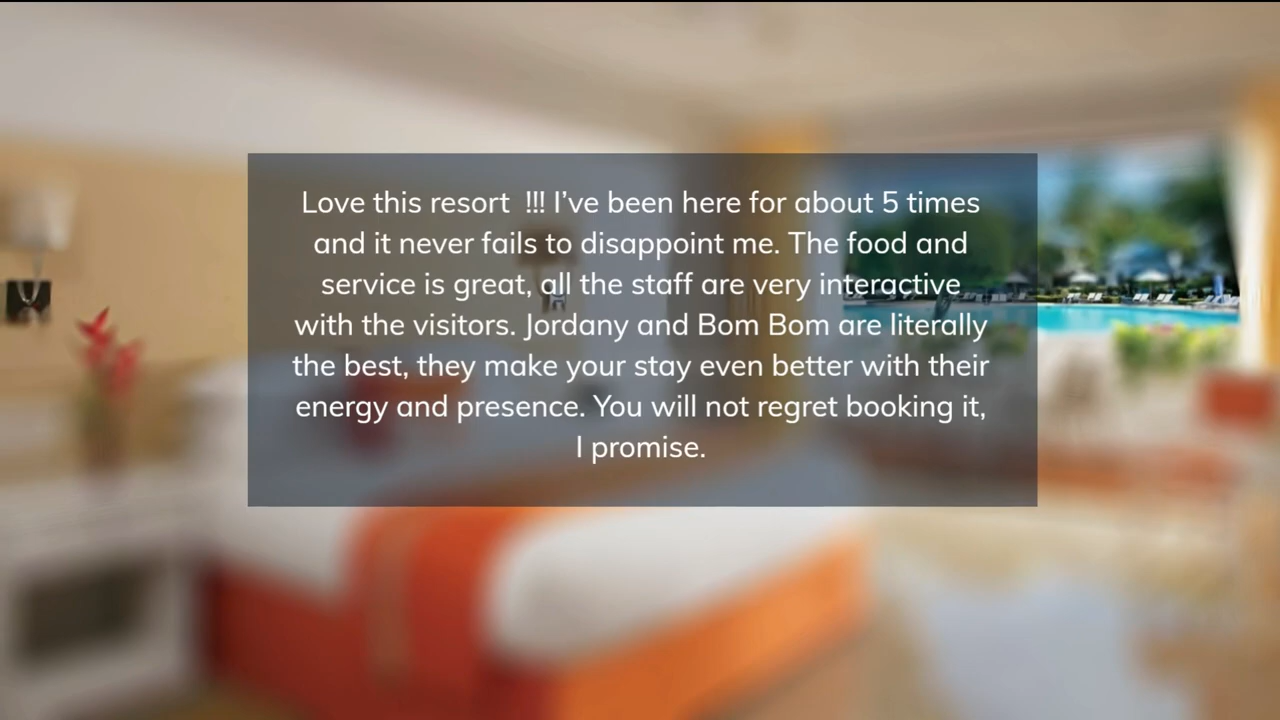 Love this resort  !!! I’ve been here for about 5 times
and it never fails to disappoint me. The food and
service is great, all the staff are very interactive
with the visitors. Jordany and Bom Bom are literally
the best, they make your stay even better with their
energy and presence. You will not regret booking it,
I promise.